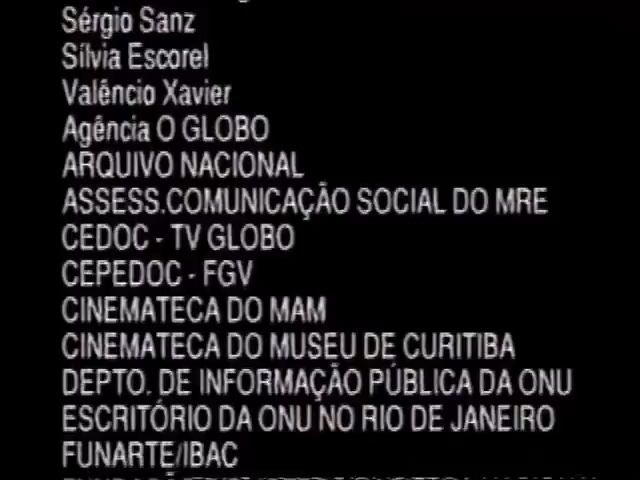 Sérgio Sanz
Sílvia Escorel
Valêncio Xavier
Agência O GLOBO
ARQUIVO NACIONAL
ASSESS.COMUNICAÇÃO SOCIAL DO MRE
CEDOC - TV GLOBO
CEPEDOC - FGV
CINEMATECA DO MAM
CINEMATECA DO MUSEU DE CURITIBA
DEPTO. DE INFORMAÇÃO PÚBLICA DA ONU
ESCRITÓRIO DA ONU NO RIO DE JANEIRO
FUNARTE/IBAC